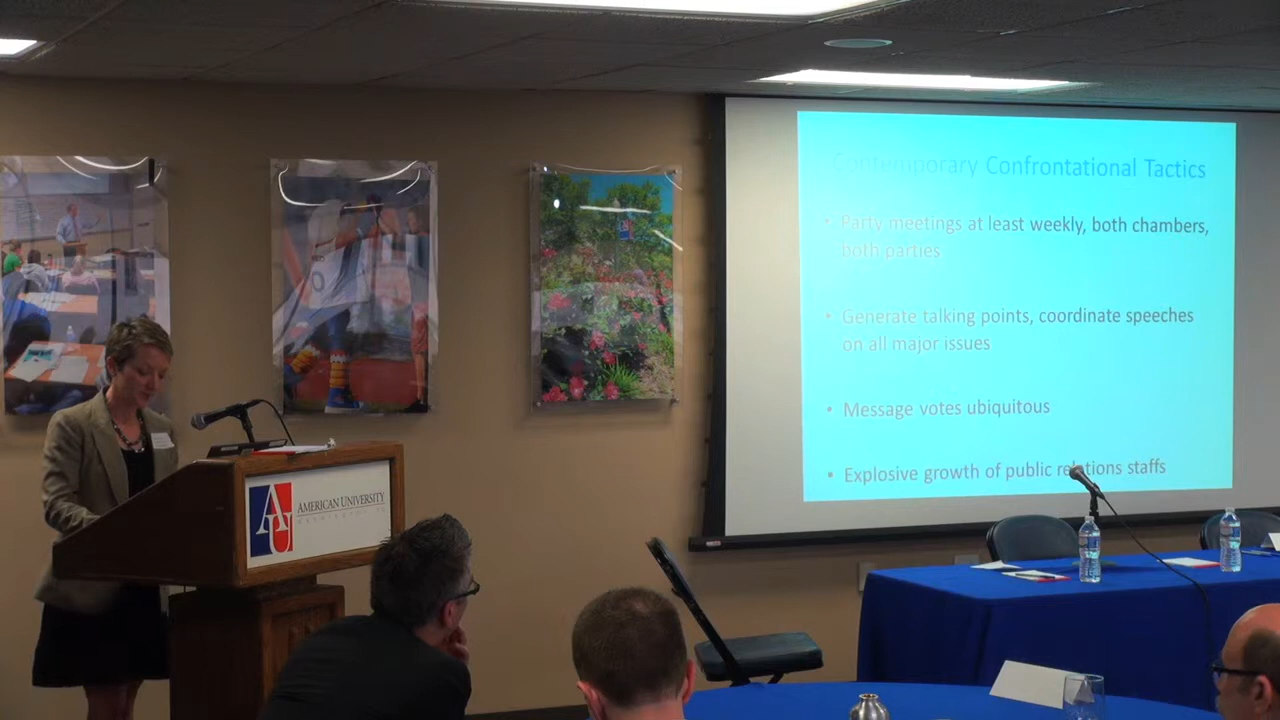 Contemporary Confrontational Tactics
• Party meetings at least weekly, both chambers,
both parties
• Generate talking points, coordinate speeches
on all major issues
• Message votes ubiquitous
• Explosive growth of public relations staffs
AU
AMERICAN UNIVERSITY